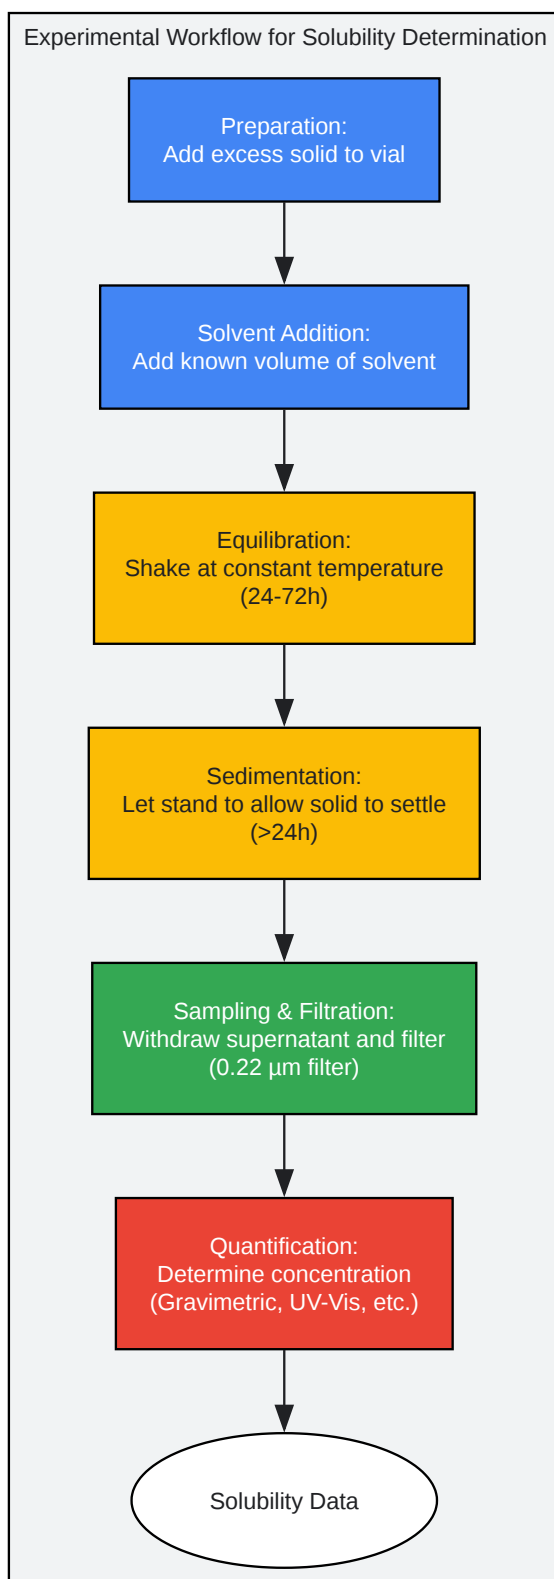 Experimental Workflow for Solubility Determination
Preparation:
Add excess solid to vial
Solvent Addition:
Add known volume of solvent
Equilibration:
Shake at constant temperature
(24-72h)
Sedimentation:
Let stand to allow solid to settle
(>24h)
Sampling & Filtration:
Withdraw supernatant and filter
(0.22 µm filter)
Quantification:
Determine concentration
(Gravimetric, UV-Vis, etc.)
Solubility Data